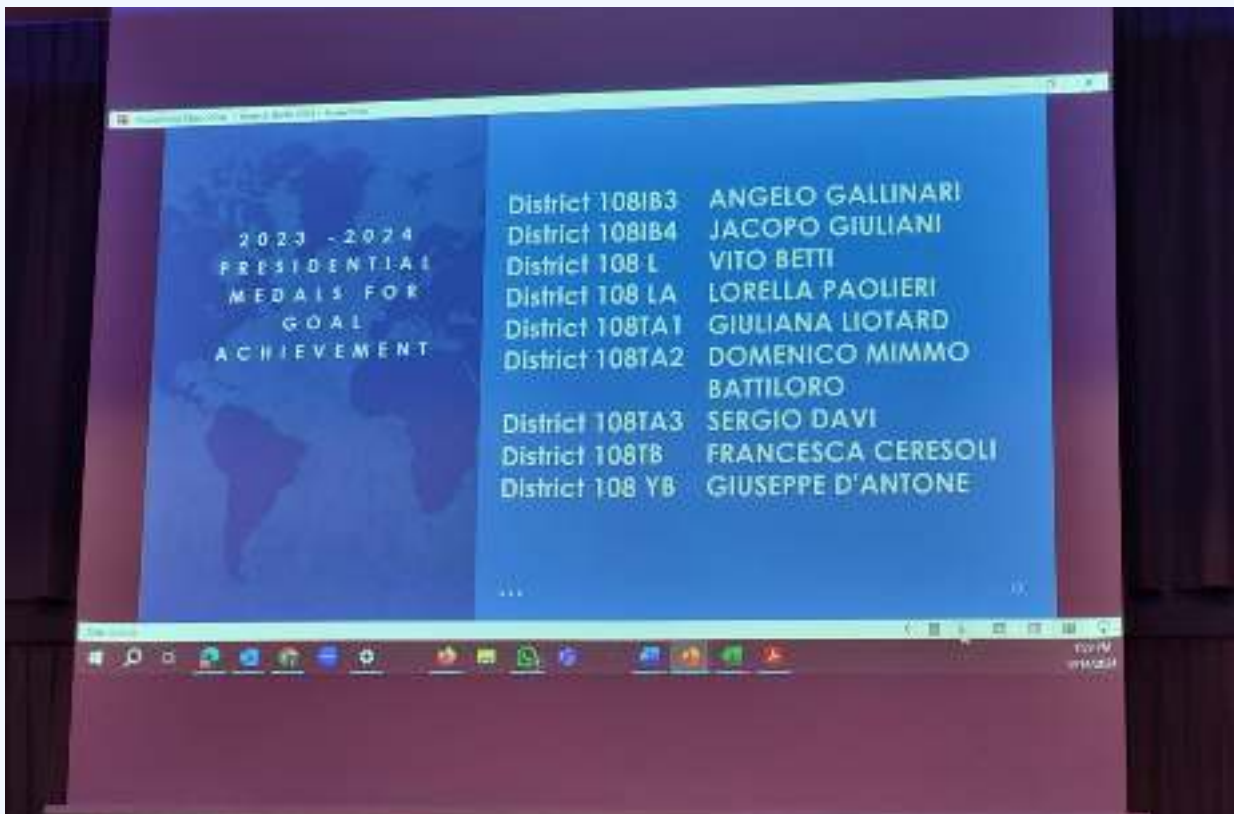 2023 - 2024
PRESIDENTIAL
MEDALS FOR
GOAL
ACHIEVEMENT
District 108IB3 ANGELO GALLINARI
District 108IB4 JACOPO GIULIANI
District 108 L VITO BETTI
District 108 LA LORELLA PAOLIERI
District 108TA1 GIULIANA LIOTARD
District 108TA2 DOMENICO MIMMO
BATTILORO
District 108TA3 SERGIO DAVI
District 108TB FRANCESCA CERESOLI
District 108 YB GIUSEPPE D'ANTONE
...